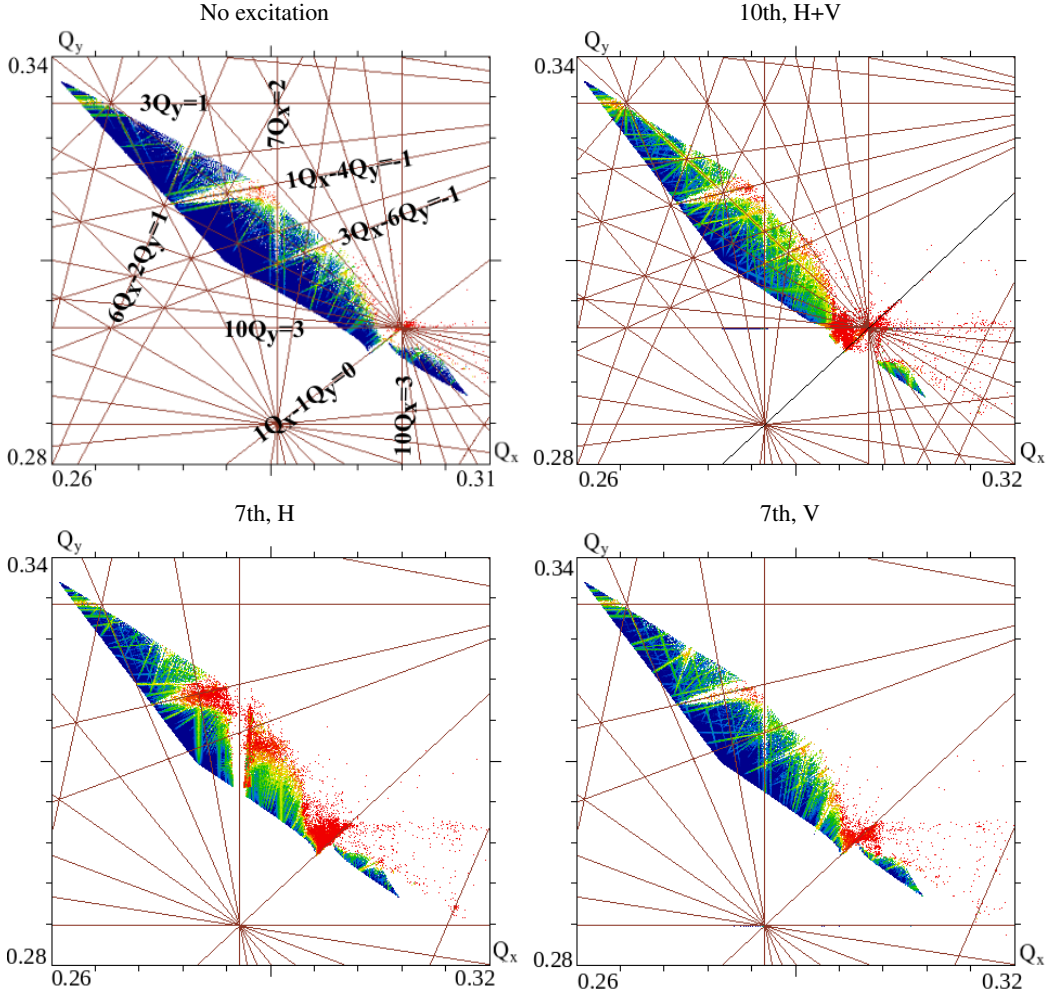 No excitation
10th, H+V
Qy
0.34
3Qy=1
7Qx=2
1Qx-4Qy=-1
3Qx-6Qy=-1
6Qx-2Qy=1
10Qy=3
1Qx-1Qy=0
10Qx=3
0.28
Qx
0.26
0.31
Qy
0.34
0.28
Qx
0.26
0.32
7th, H
7th, V
Qy
0.34
0.28
Qx
0.26
0.32
Qy
0.34
0.28
Qx
0.26
0.32